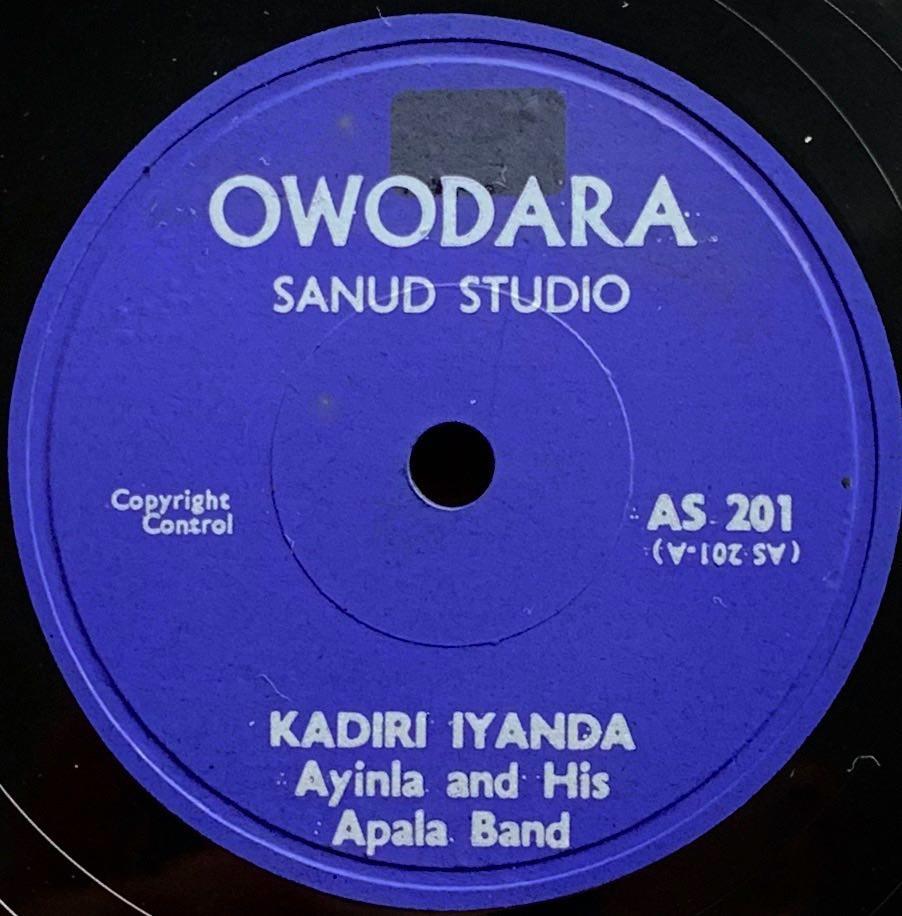 OWODARA
SANUD STUDIO
Copyright
Control
AS 201
(AS 201-A)
KADIRI IYANDA
Ayinla and His
Apala Band